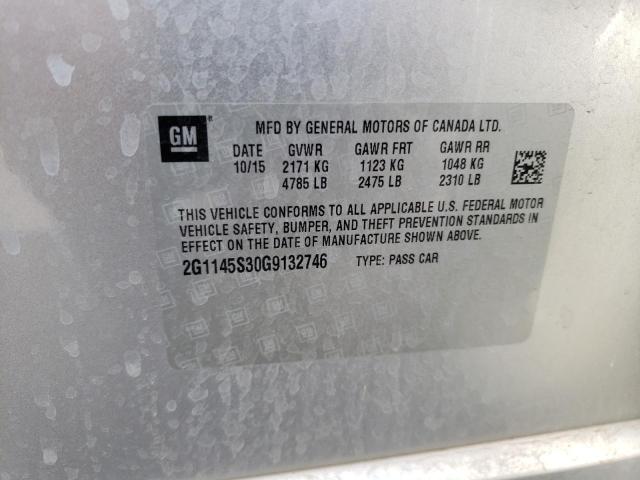 GM
MFD BY GENERAL MOTORS OF CANADA LTD.
DATE GVWR GAWR FRT GAWR RR
10/15 2171 KG 1123 KG 1048 KG
4785 LB 2475 LB 2310 LB
THIS VEHICLE CONFORMS TO ALL APPLICABLE U.S. FEDERAL MOTOR
VEHICLE SAFETY, BUMPER, AND THEFT PREVENTION STANDARDS IN
EFFECT ON THE DATE OF MANUFACTURE SHOWN ABOVE.
2G1145S30G9132746 TYPE: PASS CAR